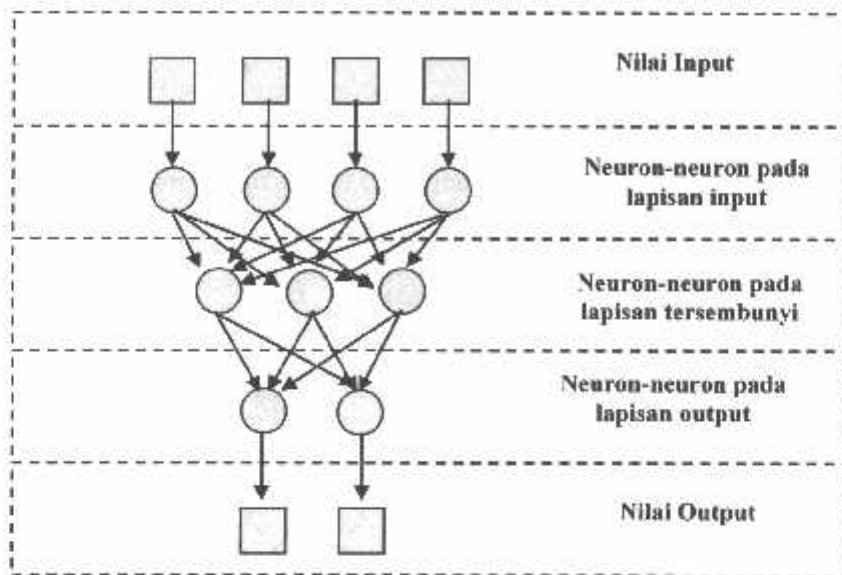 Nilai Input
Neuron-neuron pada
lapisan input
Neuron-neuron pada
lapisan tersembunyi
Neuron-neuron pada
lapisan output
Nilai Output